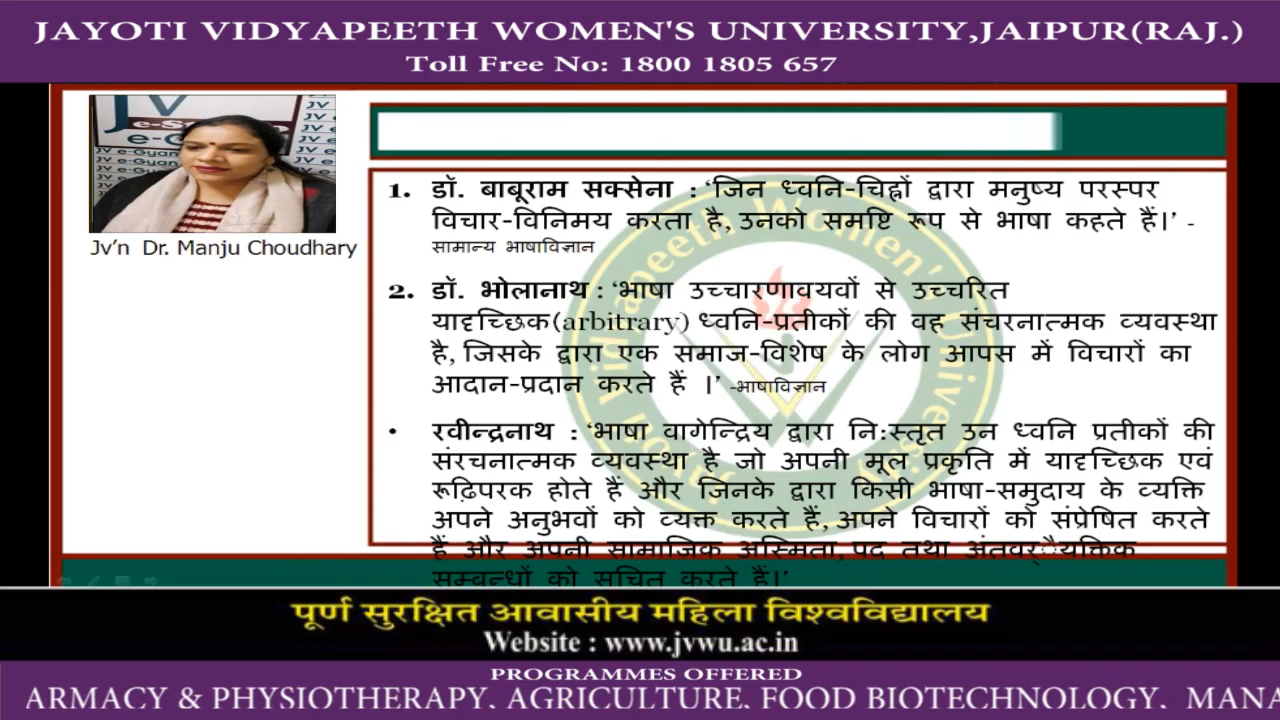 JAYOTI VIDYAPEETH WOMEN'S UNIVERSITY,JAIPUR(RAJ.)
Toll Free No: 1800 1805 657
Jv'n Dr. Manju Choudhary
1. डॉ. बाबूराम सक्सेना : ‘जिन ध्वनि-चिह्नों द्वारा मनुष्य परस्पर
विचार-विनिमय करता है, उनको समष्टि रूप से भाषा कहते हैं।’ -
सामान्य भाषाविज्ञान
2. डॉ. भोलानाथ : ‘भाषा उच्चारणावयवों से उच्चरित
यादृच्छिक(arbitrary) ध्वनि-प्रतीकों की वह संचरनात्मक व्यवस्था
है, जिसके द्वारा एक समाज-विशेष के लोग आपस में विचारों का
आदान-प्रदान करते हैं ।’ -भाषाविज्ञान
• रवीन्द्रनाथ : ‘भाषा वागेन्द्रिय द्वारा नि:स्तृत उन ध्वनि प्रतीकों की
संरचनात्मक व्यवस्था है जो अपनी मूल प्रकृति में यादृच्छिक एवं
रूढ़िपरक होते हैं और जिनके द्वारा किसी भाषा-समुदाय के व्यक्ति
अपने अनुभवों को व्यक्त करते हैं, अपने विचारों को संप्रेषित करते
हैं और अपनी सामाजिक अस्मिता, पद तथा अंतवर्ैयक्तिक
सम्बन्धों को सूचित करते हैं।’
पूर्ण सुरक्षित आवासीय महिला विश्वविद्यालय
Website : www.jvwu.ac.in
PROGRAMMES OFFERED
ARMACY & PHYSIOTHERAPY, AGRICULTURE, FOOD BIOTECHNOLOGY, MANA